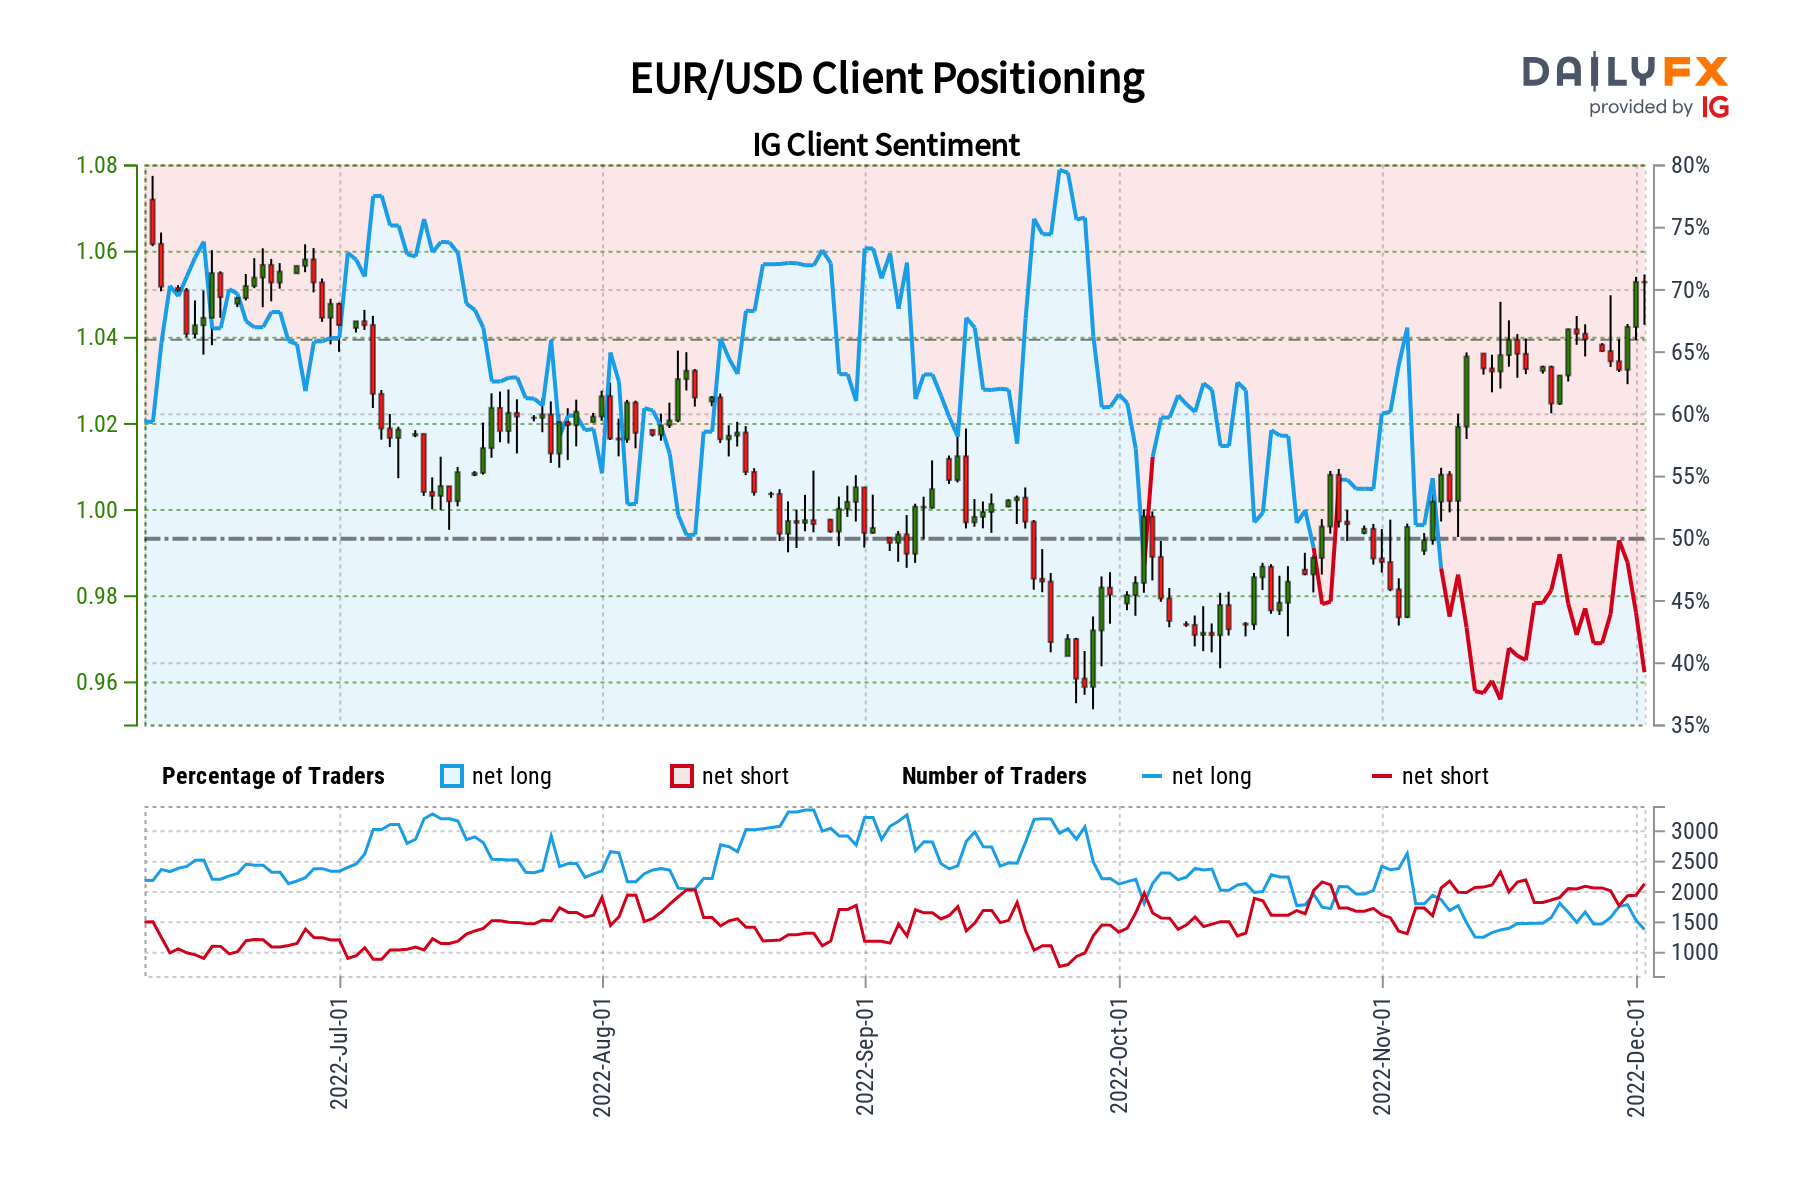 EUR/USD Client Positioning
DAILYFX
provided by IG
IG Client Sentiment
1.08
1.06
1.04
1.02
1.00
0.98
0.96
80%
75%
70%
65%
60%
55%
50%
45%
40%
35%
Percentage of Traders net long net short Number of Traders net long net short
3000
2500
2000
1500
1000
2022-Jul-01
2022-Aug-01
2022-Sep-01
2022-Oct-01
2022-Nov-01
2022-Dec-01